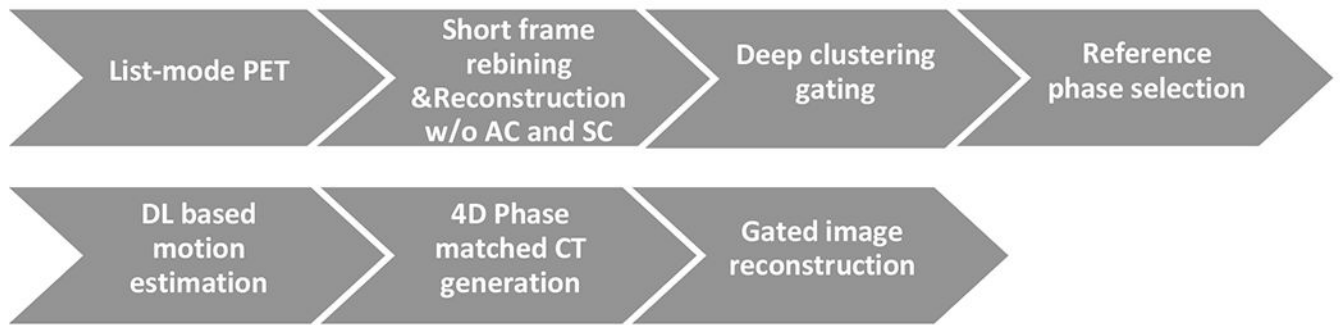 List-mode PET
Short frame
rebining
&Reconstruction
w/o AC and SC
Deep clustering
gating
Reference
phase selection
DL based
motion
estimation
4D Phase
matched CT
generation
Gated image
reconstruction